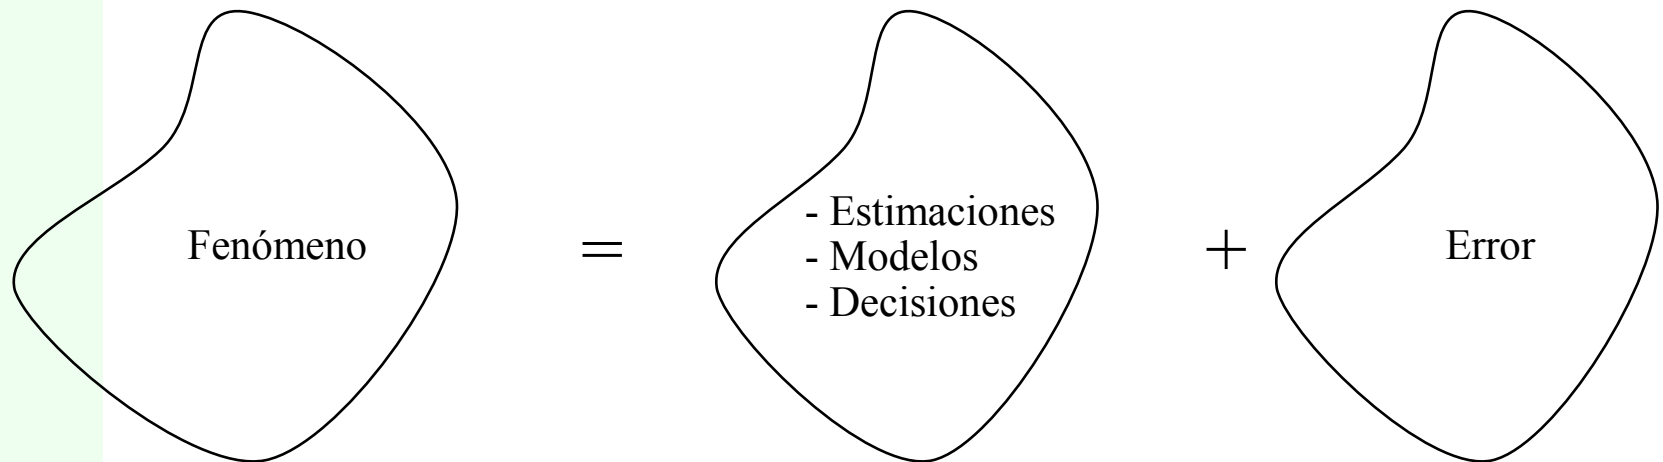 Fenómeno
=
- Estimaciones
- Modelos
- Decisiones
+
Error